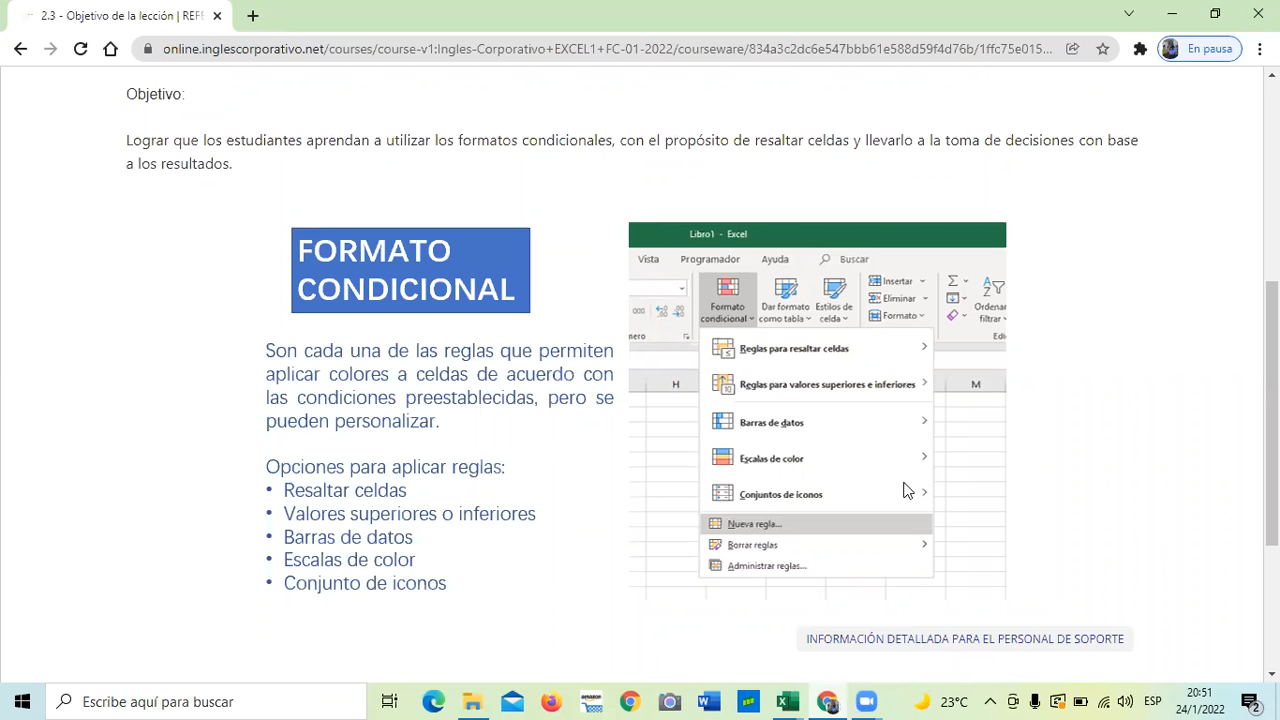 2.3 - Objetivo de la lección | REF
En pausa
online.inglescorporativo.net/courses/course-v1:Ingles-Corporativo+EXCEL1+FC-01-2022/courseware/834a3c2dc6e547bbb61e588d59f4d76b/1ffc75e015...
Objetivo:
Lograr que los estudiantes aprendan a utilizar los formatos condicionales, con el propósito de resaltar celdas y llevarlo a la toma de decisiones con base
a los resultados.
FORMATO
CONDICIONAL
Son cada una de las reglas que permiten
aplicar colores a celdas de acuerdo con
las condiciones preestablecidas, pero se
pueden personalizar.
Opciones para aplicar reglas:
• Resaltar celdas
• Valores superiores o inferiores
• Barras de datos
• Escalas de color
• Conjunto de iconos
Libro1 - Excel
Vista Programador Ayuda Buscar
Formato
condicional
Dar formato
como tabla
Estilos de
celda
Insertar
Eliminar
Formato
Ordenar
filtrar
nero
Edi
H M
Reglas para resaltar celdas
Reglas para valores superiores e inferiores
Barras de datos
Escalas de color
Conjuntos de iconos
Nueva regla...
Borrar reglas
Administrar reglas...
INFORMACIÓN DETALLADA PARA EL PERSONAL DE SOPORTE
Escribe aquí para buscar
23°C
ESP
20:51
24/1/2022
2